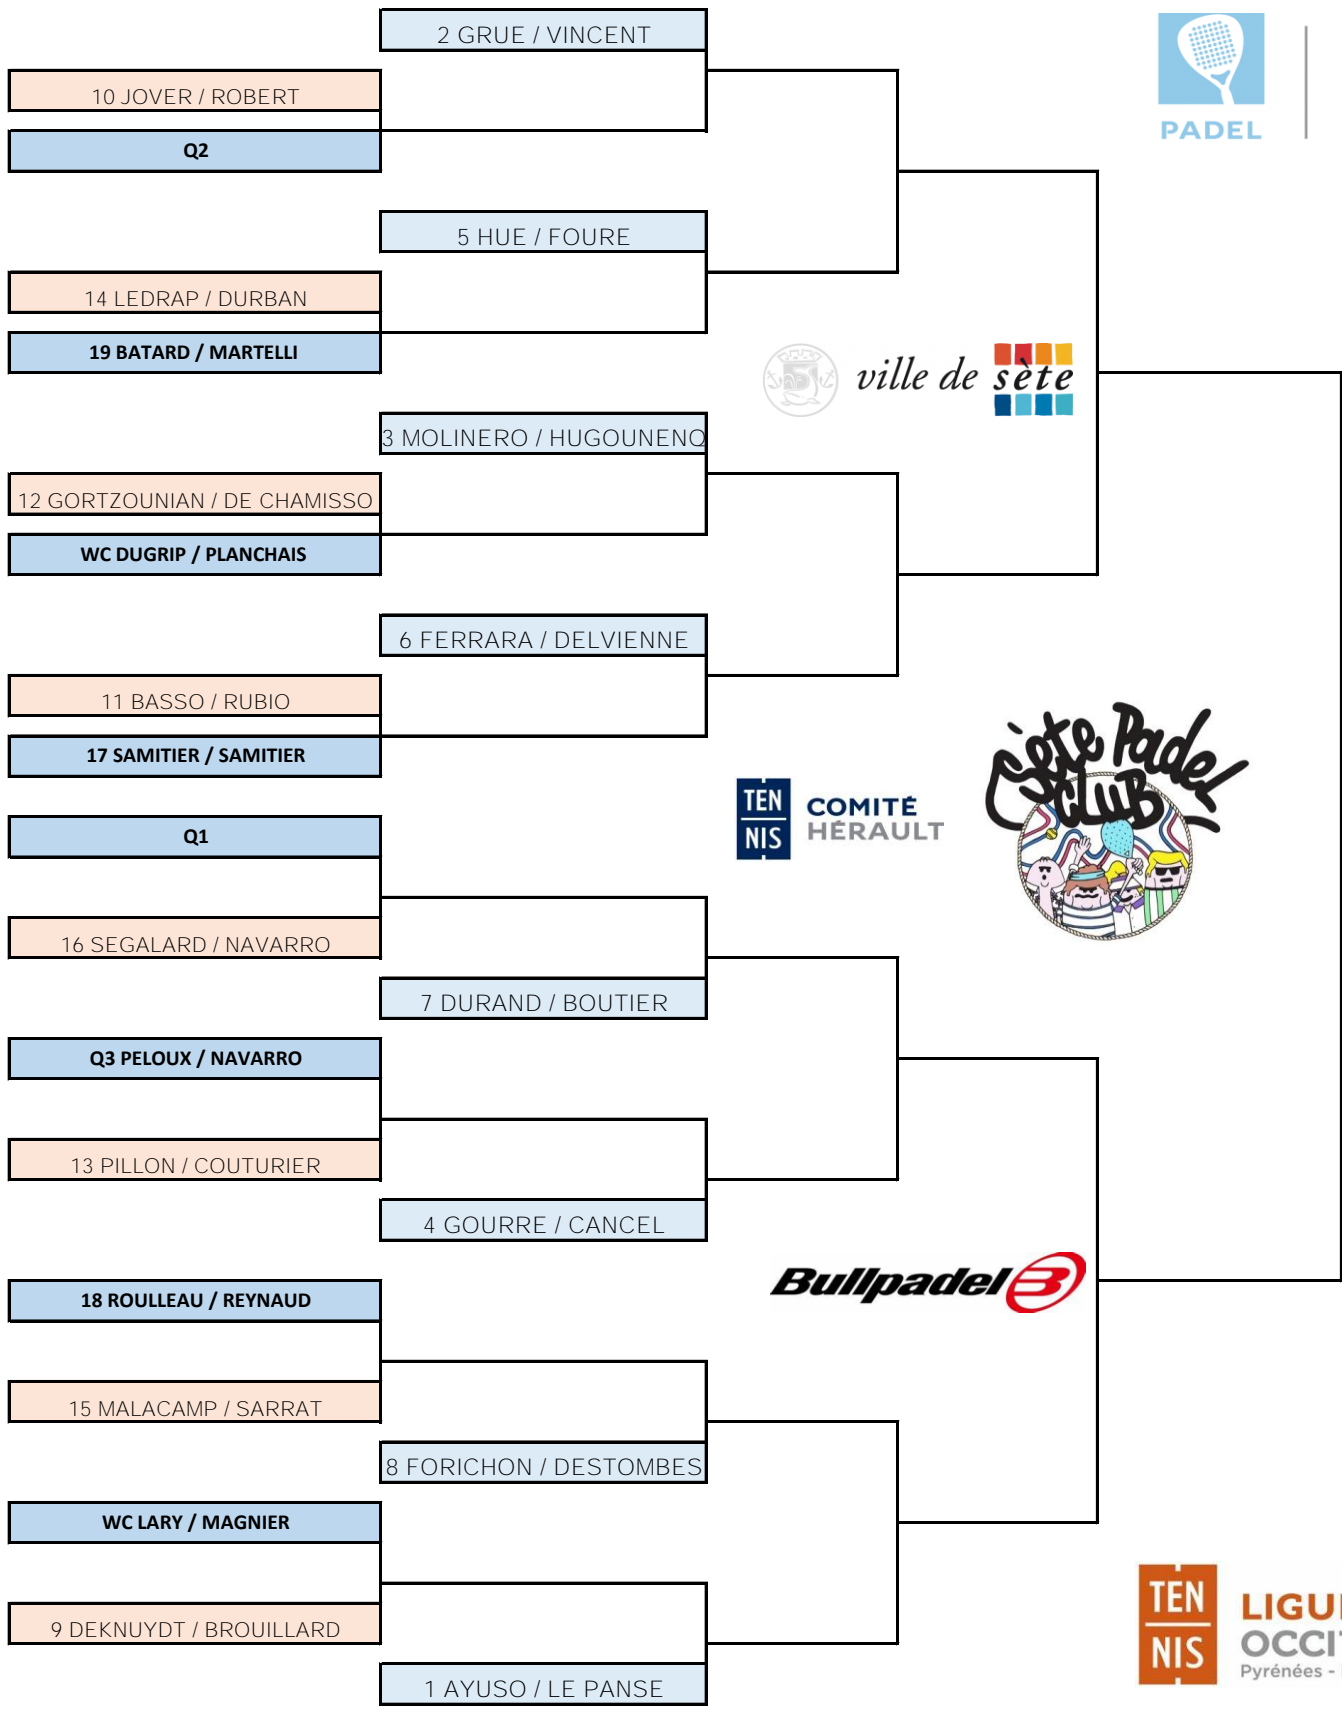 2 GRUE / VINCENT
10 JOVER / ROBERT
Q2
PADEL
5 HUE / FOURE
14 LEDRAP / DURBAN
19 BATARD / MARTELLI
ville de sète
3 MOLINERO / HUGOUNENQ
12 GORTZOUNIAN / DE CHAMISSO
WC DUGRIP / PLANCHAIS
6 FERRARA / DELVIENNE
11 BASSO / RUBIO
17 SAMITIER / SAMITIER
Sète Padel
CLUB
TEN
NIS
COMITÉ
HÉRAULT
Q1
16 SEGALARD / NAVARRO
7 DURAND / BOUTIER
Q3 PELOUX / NAVARRO
13 PILLON / COUTURIER
4 GOURRE / CANCEL
Bullpadel
18 ROULLEAU / REYNAUD
15 MALACAMP / SARRAT
8 FORICHON / DESTOMBES
WC LARY / MAGNIER
9 DEKNUYDT / BROUILLARD
TEN
NIS
LIGU
OCCI
Pyrénées -
1 AYUSO / LE PANSE